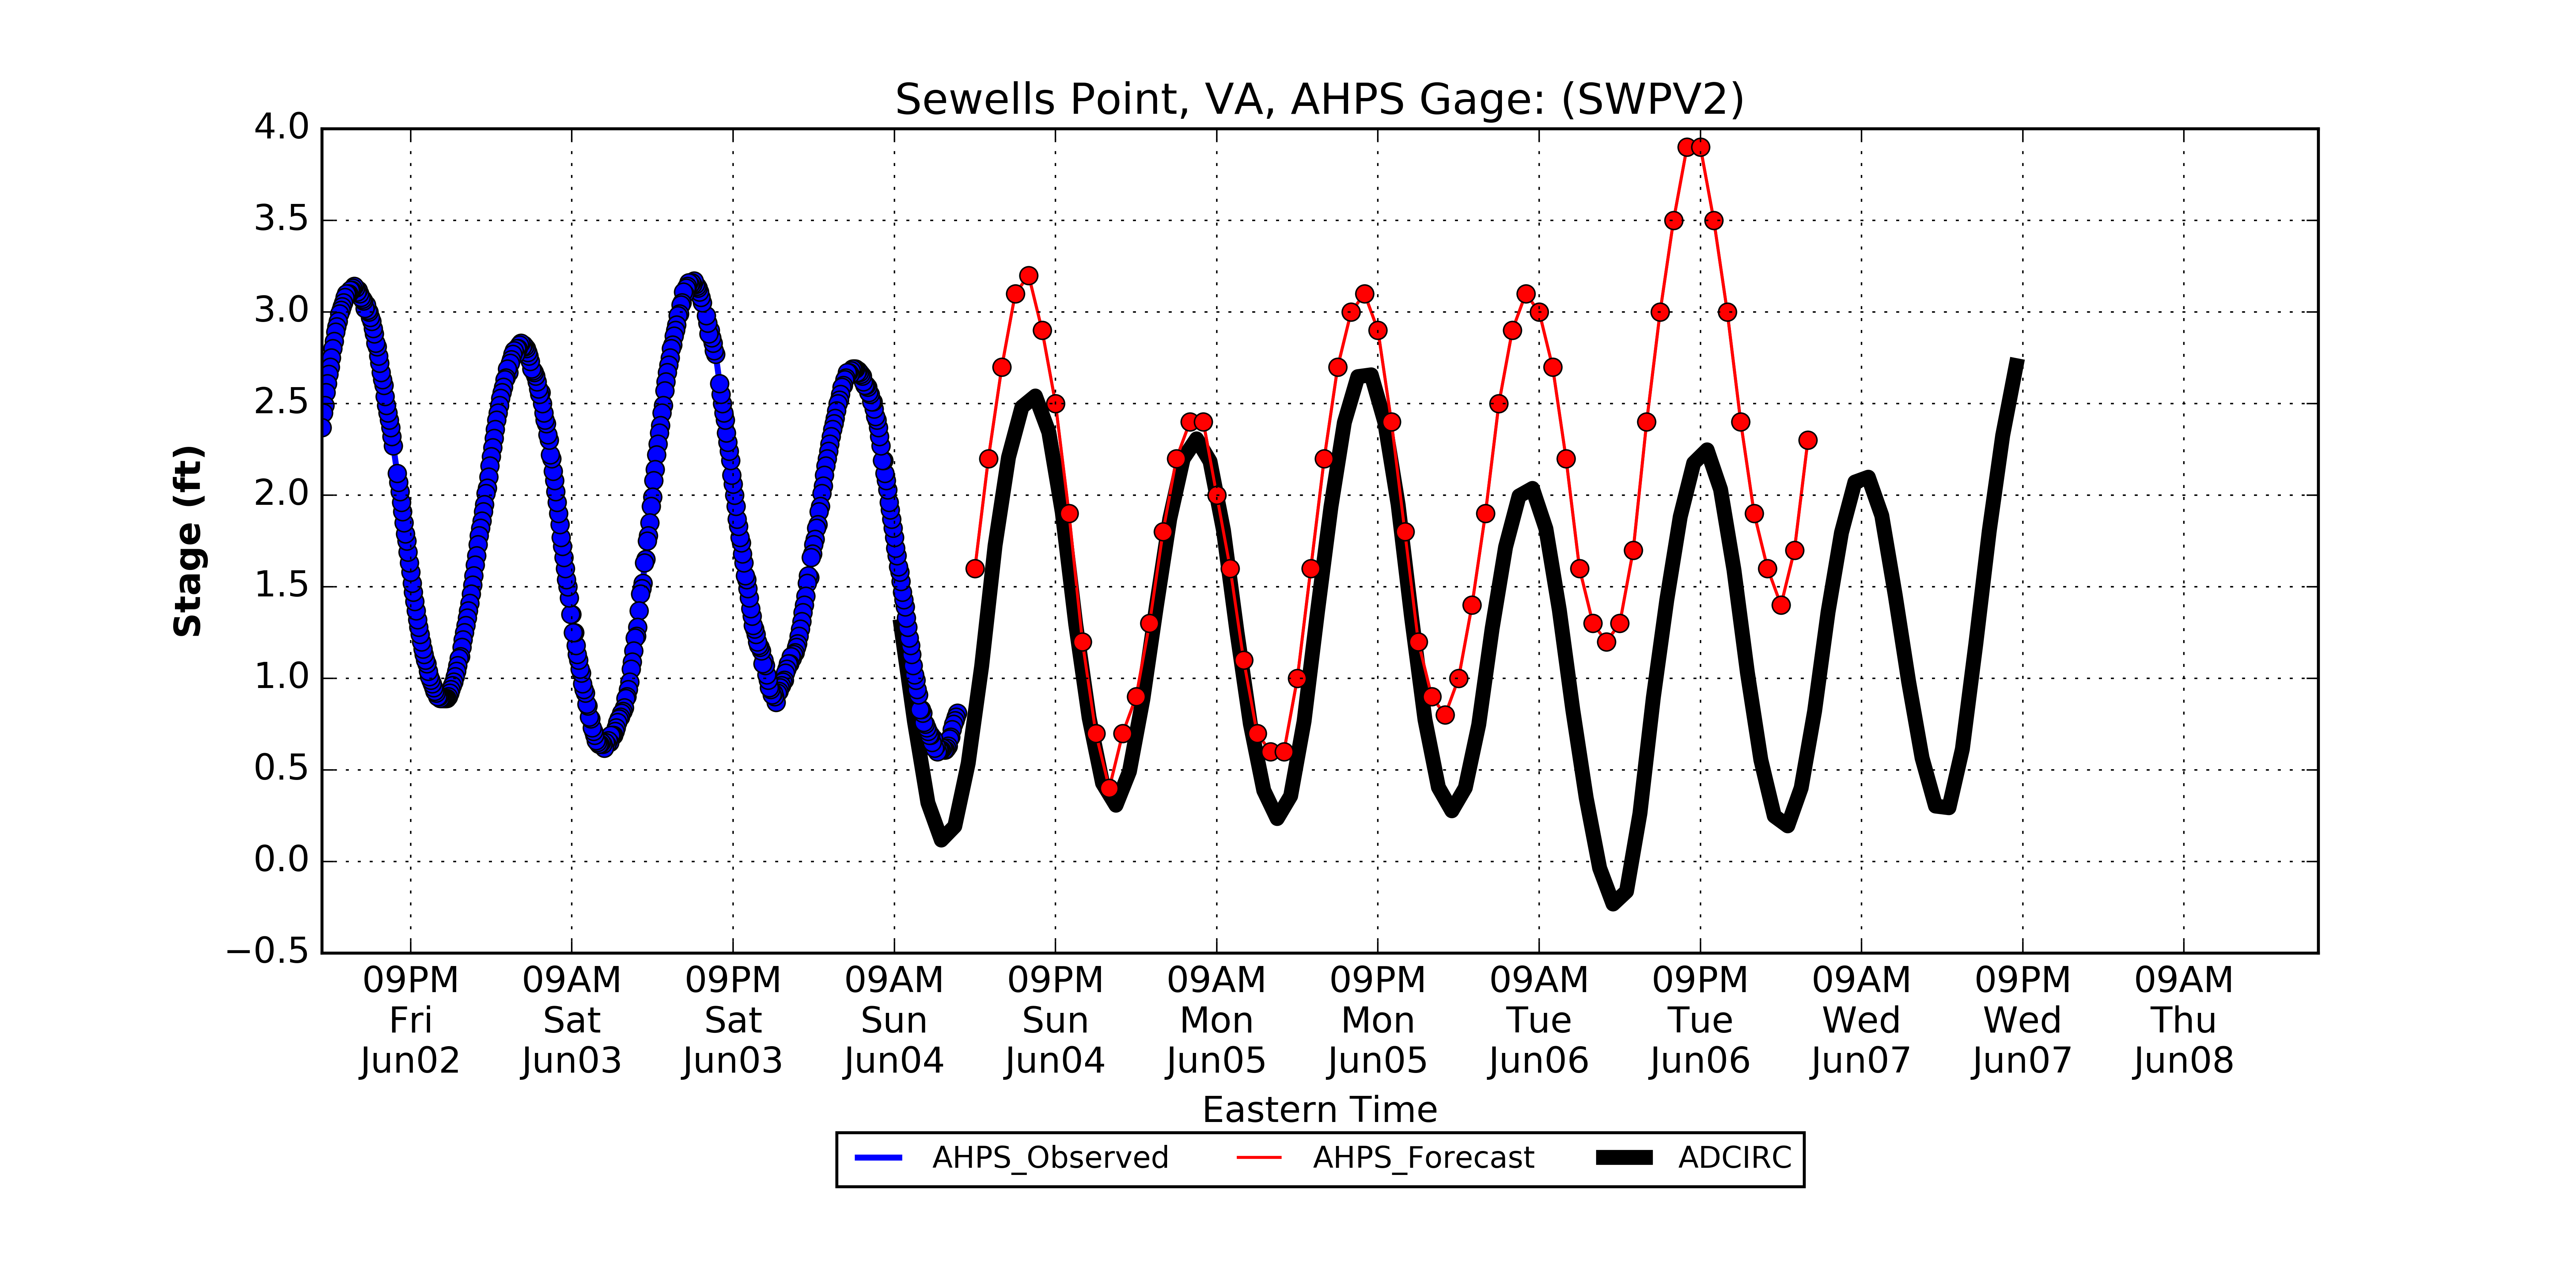 Sewells Point, VA, AHPS Gage: (SWPV2)
4.0
3.5
3.0
2.5
2.0
1.5
1.0
0.5
0.0
−0.5
Stage (ft)
09PM 09AM 09PM 09AM 09PM 09AM 09PM 09AM 09PM 09AM 09PM 09AM
Fri Sat Sat Sun Sun Mon Mon Tue Tue Wed Wed Thu
Jun02 Jun03 Jun03 Jun04 Jun04 Jun05 Jun05 Jun06 Jun06 Jun07 Jun07 Jun08
Eastern Time
AHPS_Observed AHPS_Forecast ADCIRC